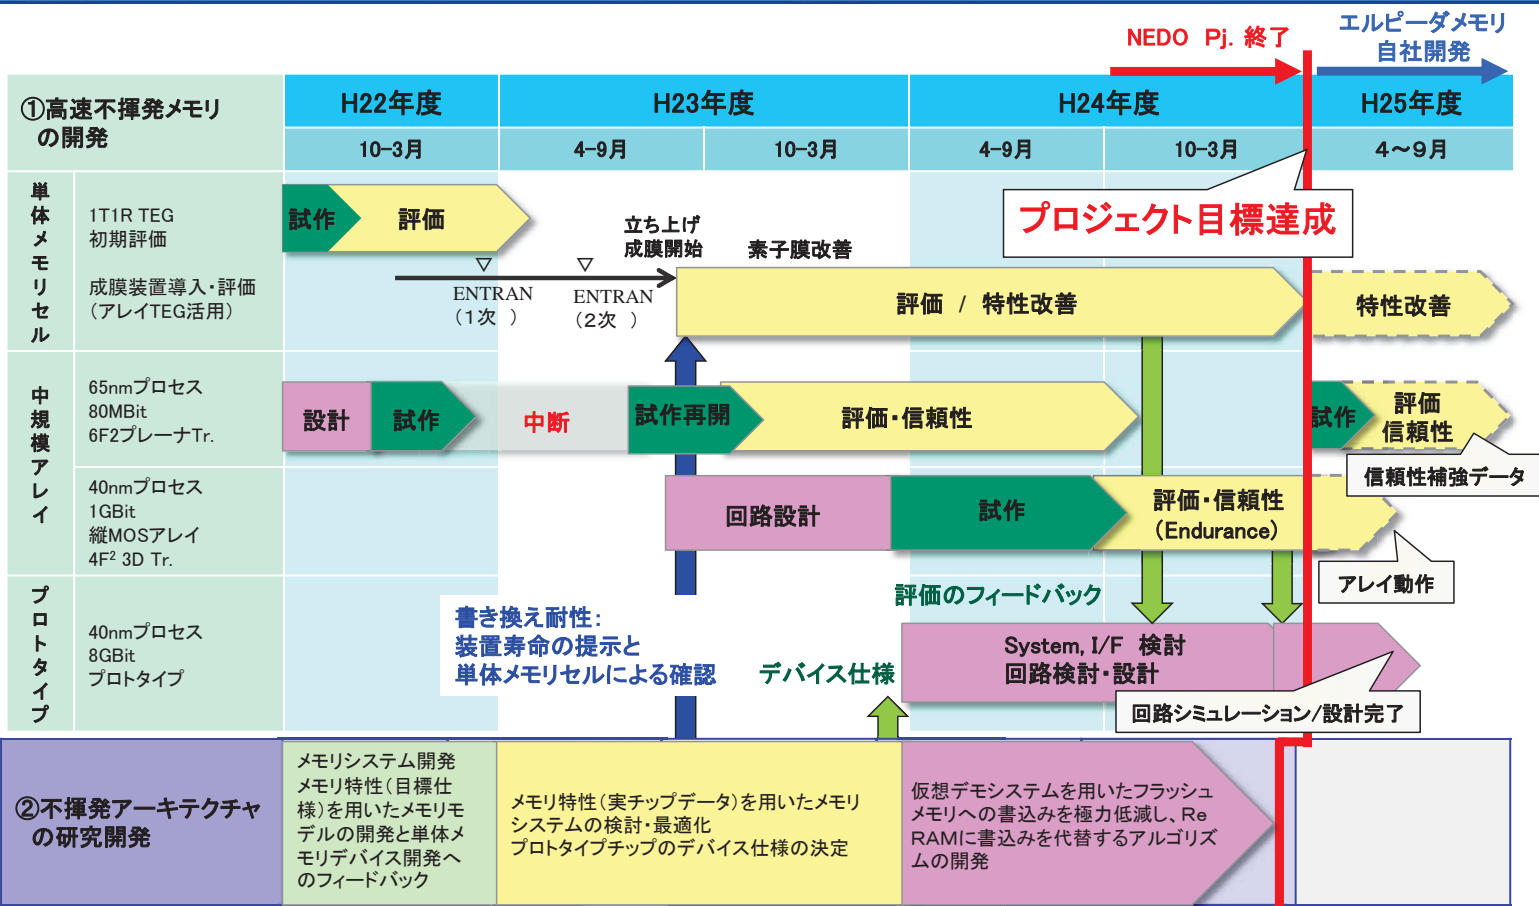 NEDO Pj. 終了
エルピーダメモリ
自社開発
①高速不揮発メモリ
の開発
H22年度
H23年度
H24年度
H25年度
10-3月
4-9月
10-3月
4-9月
10-3月
4~9月
プロジェクト目標達成
単体メモリセル
1T1R TEG
初期評価
成膜装置導入・評価
(アレイTEG活用)
試作
評価
立ち上げ
成膜開始
素子膜改善
▽
▽
ENTRAN
(1次 )
ENTRAN
(2次 )
評価 / 特性改善
特性改善
中規模アレイ
65nmプロセス
80MBit
6F2プレーナTr.
設計
試作
中断
試作再開
評価・信頼性
試作
評価
信頼性
信頼性補強データ
40nmプロセス
1GBit
縦MOSアレイ
4F² 3D Tr.
回路設計
試作
評価・信頼性
(Endurance)
アレイ動作
プロトタイプ
40nmプロセス
8GBit
プロトタイプ
書き換え耐性:
装置寿命の提示と
単体メモリセルによる確認
評価のフィードバック
デバイス仕様
System, I/F 検討
回路検討・設計
回路シミュレーション/設計完了
②不揮発アーキテクチャ
の研究開発
メモリシステム開発
メモリ特性(目標仕
様)を用いたメモリモ
デルの開発と単体メ
モリデバイス開発へ
のフィードバック
メモリ特性(実チップデータ)を用いたメモリ
システムの検討・最適化
プロトタイプチップのデバイス仕様の決定
仮想デモシステムを用いたフラッシュ
メモリへの書込みを極力低減し、Re
RAMに書込みを代替するアルゴリズ
ムの開発